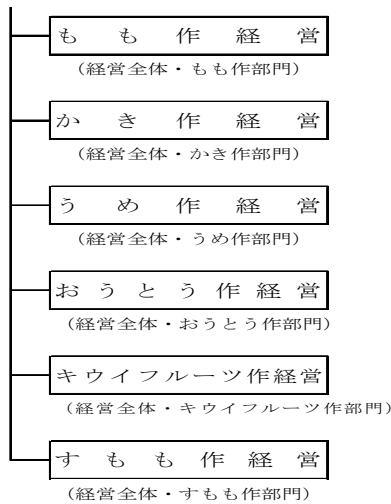 もも作経営
(経営全体・もも作部門)
かき作経営
(経営全体・かき作部門)
うめ作経営
(経営全体・うめ作部門)
おうとう作経営
(経営全体・おうとう作部門)
キウイフルーツ作経営
(経営全体・キウイフルーツ作部門)
すもも作経営
(経営全体・すもも作部門)